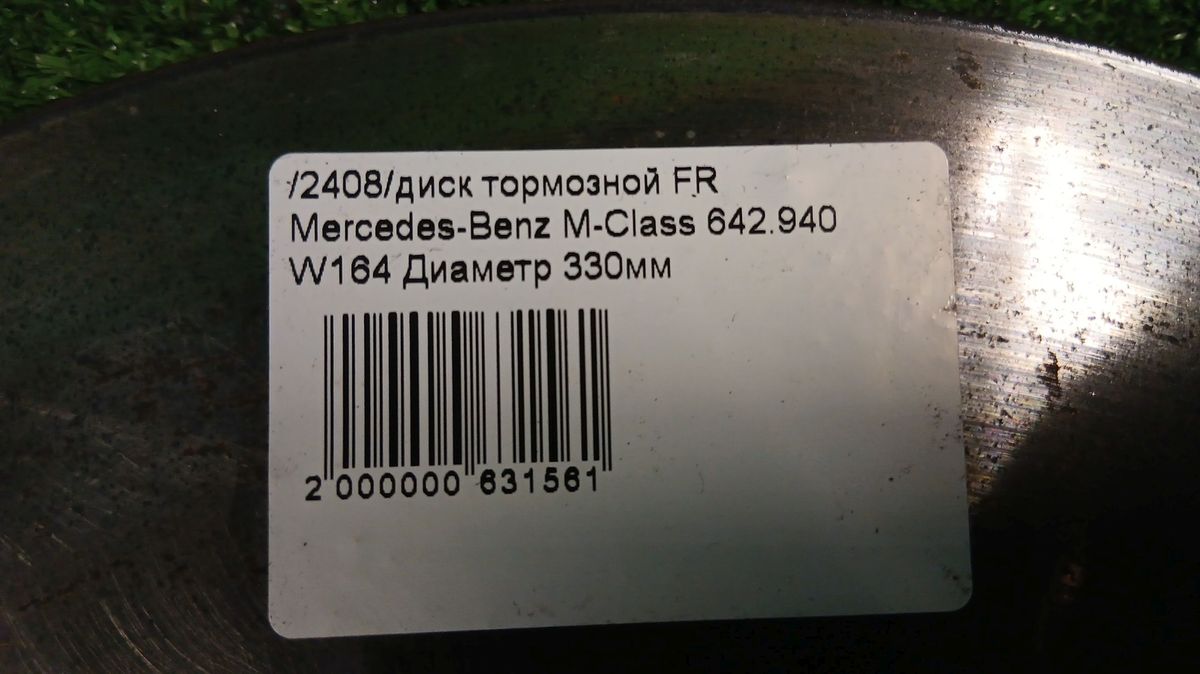 /2408/диск тормозной FR
Mercedes-Benz M-Class 642.940
W164 Диаметр 330мм
2 000000 631561